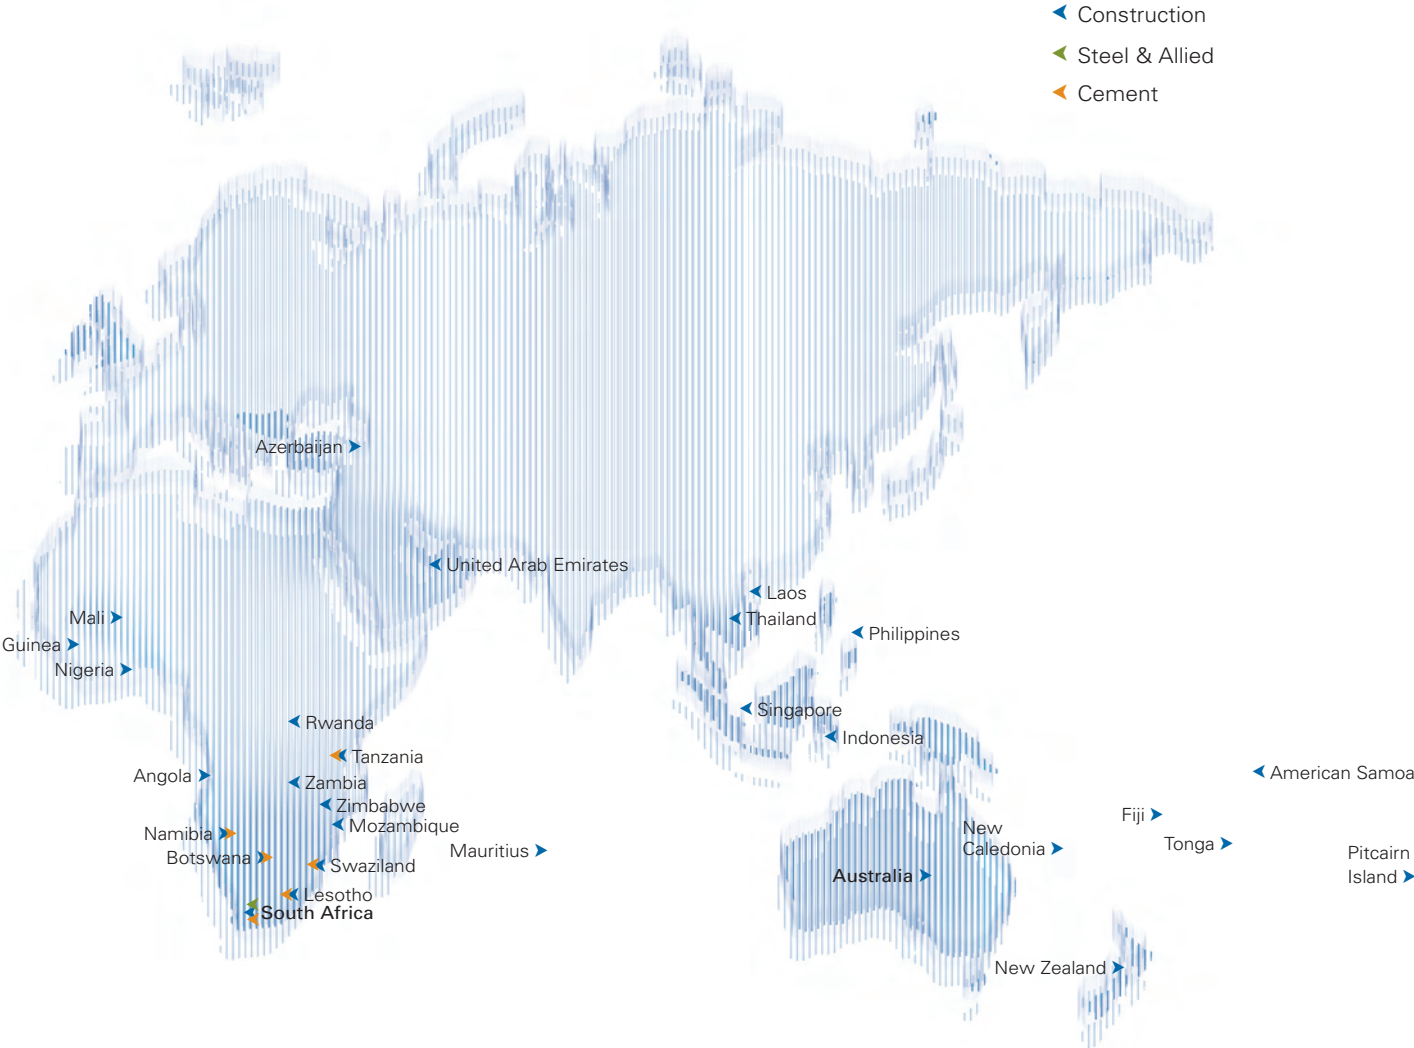 Construction
Steel & Allied
Cement
Azerbaijan
United Arab Emirates
Laos
Mali
Thailand
Philippines
Guinea
Nigeria
Singapore
Rwanda
Indonesia
Tanzania
Angola
American Samoa
Zambia
Zimbabwe
Fiji
Mozambique
New
Caledonia
Namibia
Tonga
Mauritius
Pitcairn
Island
Botswana
Swaziland
Australia
Lesotho
South Africa
New Zealand